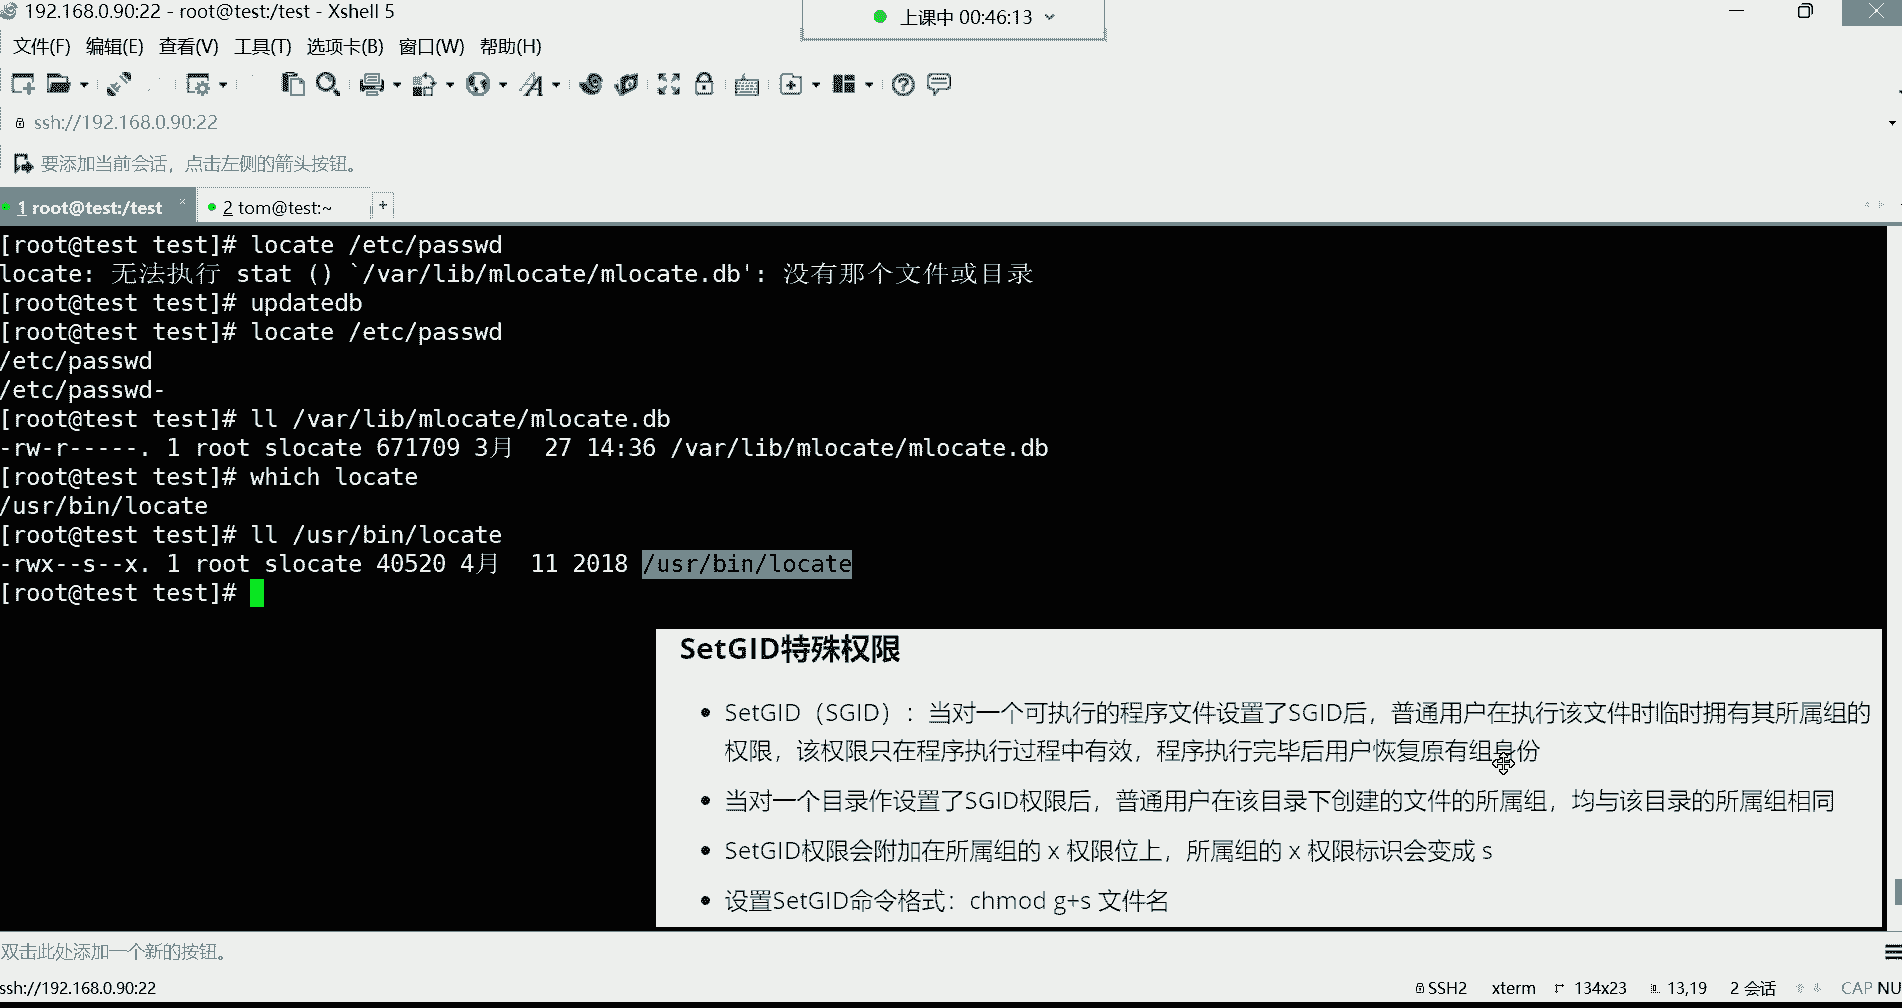 192.168.0.90:22 - root@test:/test - Xshell 5
上课中 00:46:13
文件(F) 编辑(E) 查看(V) 工具(T) 选项卡(B) 窗口(W) 帮助(H)
ssh://192.168.0.90:22
要添加当前会话，点击左侧的箭头按钮。
1 root@test:/test × 2 tom@test:~ +
[root@test test]# locate /etc/passwd
locate: 无法执行 stat () `/var/lib/mlocate/mlocate.db': 没有那个文件或目录
[root@test test]# updatedb
[root@test test]# locate /etc/passwd
/etc/passwd
/etc/passwd-
[root@test test]# ll /var/lib/mlocate/mlocate.db
-rw-r-----. 1 root slocate 671709 3月  27 14:36 /var/lib/mlocate/mlocate.db
[root@test test]# which locate
/usr/bin/locate
[root@test test]# ll /usr/bin/locate
-rwx--s--x. 1 root slocate 40520 4月  11 2018 /usr/bin/locate
[root@test test]#
SetGID特殊权限
• SetGID（SGID）：当对一个可执行的程序文件设置了SGID后，普通用户在执行该文件时临时拥有其所属组的
权限，该权限只在程序执行过程中有效，程序执行完毕后用户恢复原有组身份
• 当对一个目录作设置了SGID权限后，普通用户在该目录下创建的文件的所属组，均与该目录的所属组相同
• SetGID权限会附加在所属组的 x 权限位上，所属组的 x 权限标识会变成 s
• 设置SetGID命令格式：chmod g+s 文件名
双击此处添加一个新的按钮。
ssh://192.168.0.90:22 SSH2 xterm 134x23 13,19 2 会话 CAP NU